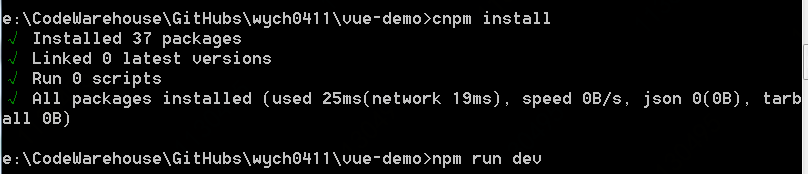 e:\CodeWarehouse\GitHubs\wych0411\vue-demo>cnpm install
√ Installed 37 packages
√ Linked 0 latest versions
√ Run 0 scripts
√ All packages installed (used 25ms(network 19ms), speed 0B/s, json 0(0B), tarb
all 0B)
e:\CodeWarehouse\GitHubs\wych0411\vue-demo>npm run dev